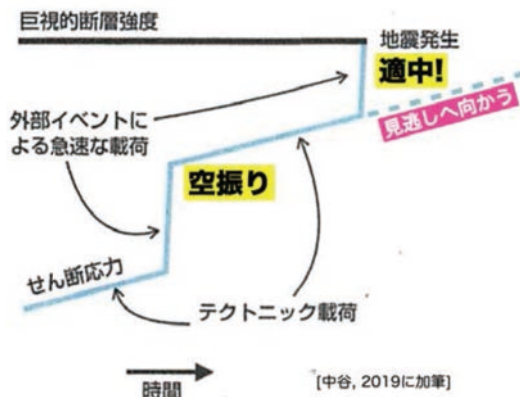 巨視的断層強度
地震発生
適中!
見逃しへ向かう
外部イベントに
よる急速な載荷
空振り
せん断応力
テクトニック載荷
時間
[中谷, 2019に加筆]